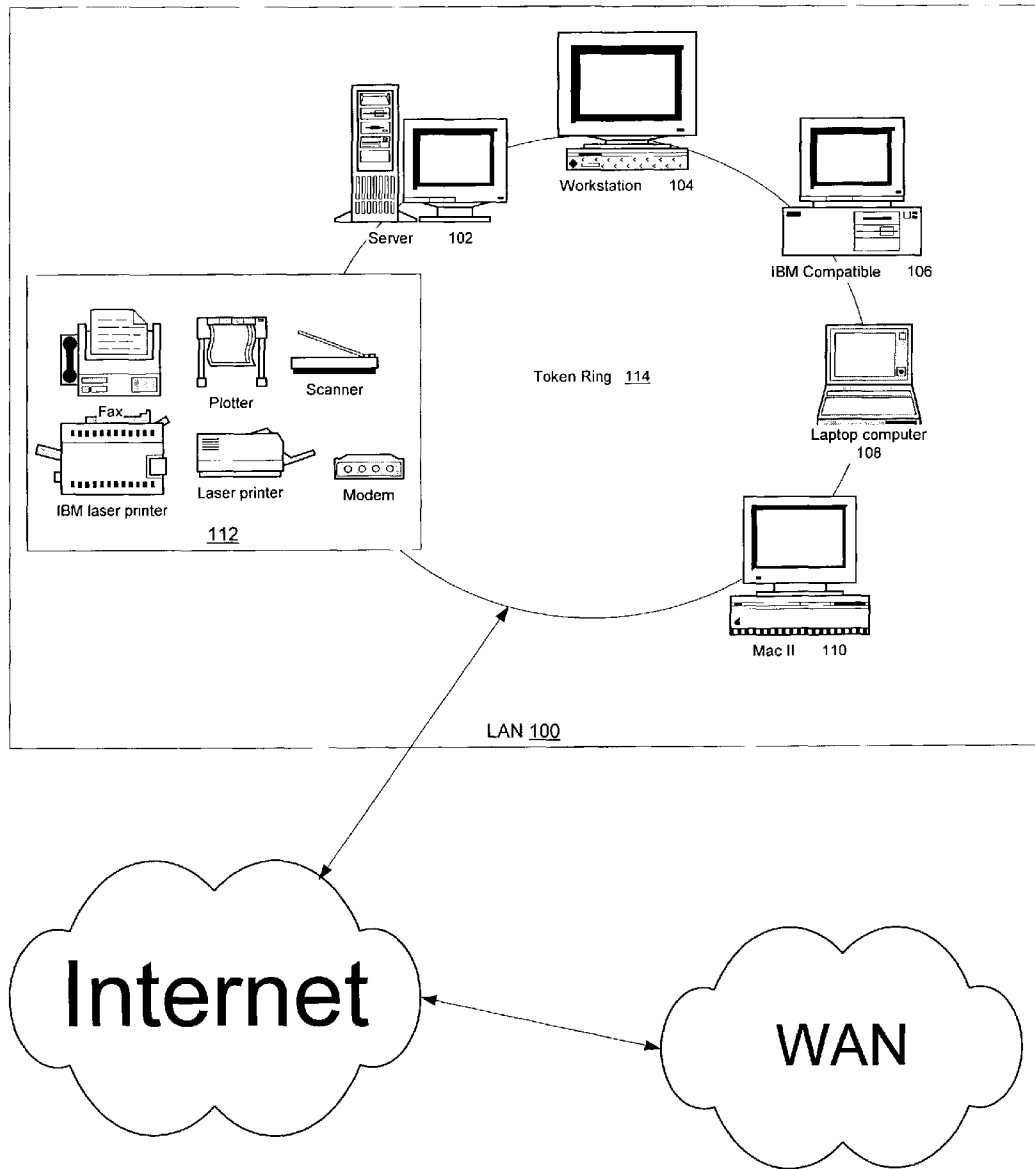 Workstation 104
Server 102
IBM Compatible 106
Fax
Plotter
Scanner
Token Ring 114
Laptop computer
108
IBM laser printer
Laser printer
Modem
112
Mac II 110
LAN 100
Internet
WAN